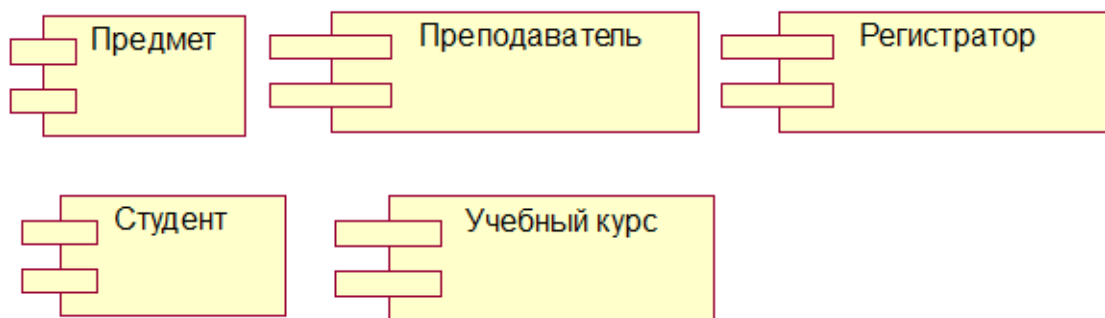 Предмет
Преподаватель
Регистратор
Студент
Учебный курс